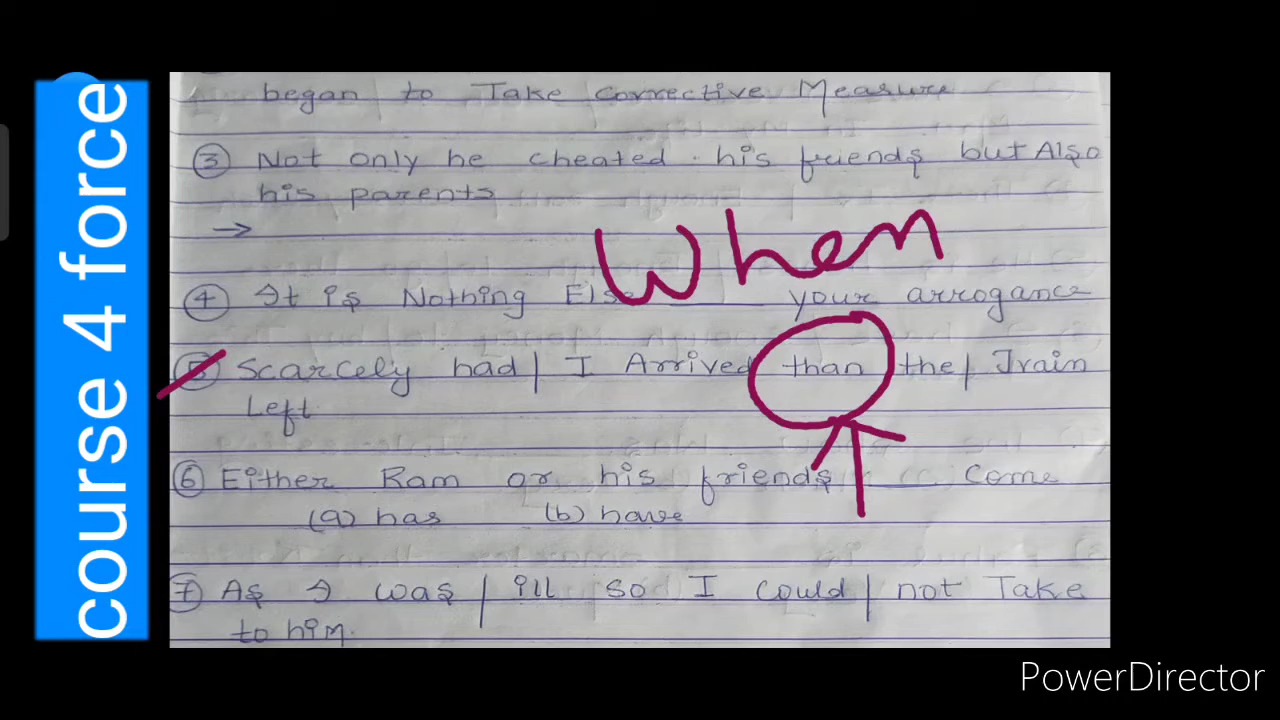 course 4 force
began to Take Corrective Measure
③ Not only he cheated his friends but Also
his parents
→
When
④ It is Nothing Else ___ your arrogance
⑤ Scarcely had | I Arrived than the | Train
Left
⑥ Either Ram or his friends ___ Come
(a) has (b) have
⑦ As I was | ill so I could | not Take
to him.
PowerDirector